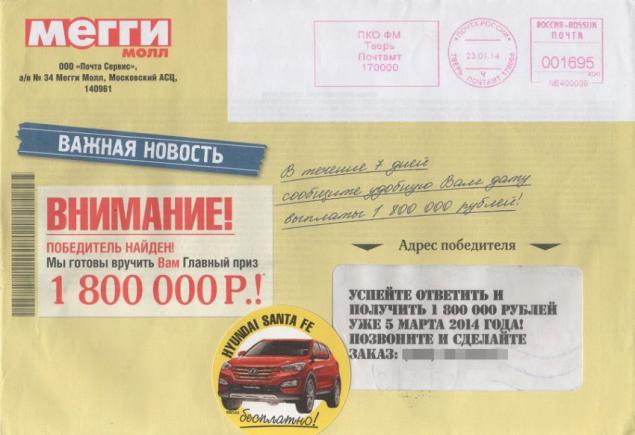 мегги
молл
ООО «Почта Сервис»,
а/я № 34 Мегги Молл, Московский АСЦ,
140961
ПКО ФМ
Тверь
Почтамт
170000
ПОЧТА РОССИИ
23.01.14
Ч
ТВЕРЬ ПОЧТАМТ
РОССИЯ-ROSSIJA
ПОЧТА
001695
NE400009
ВАЖНАЯ НОВОСТЬ
В течение 7 дней
сообщите удобную Вам дату
выплаты 1 800 000 рублей!
ВНИМАНИЕ!
ПОБЕДИТЕЛЬ НАЙДЕН!
Мы готовы вручить Вам Главный приз
1 800 000 Р.!*
Адрес победителя
УСПЕЙТЕ ОТВЕТИТЬ И
ПОЛУЧИТЬ 1 800 000 РУБЛЕЙ
УЖЕ 5 МАРТА 2014 ГОДА!
ПОЗВОНИТЕ И СДЕЛАЙТЕ
ЗАКАЗ:
HYUNDAI SANTA FE
бесплатно!